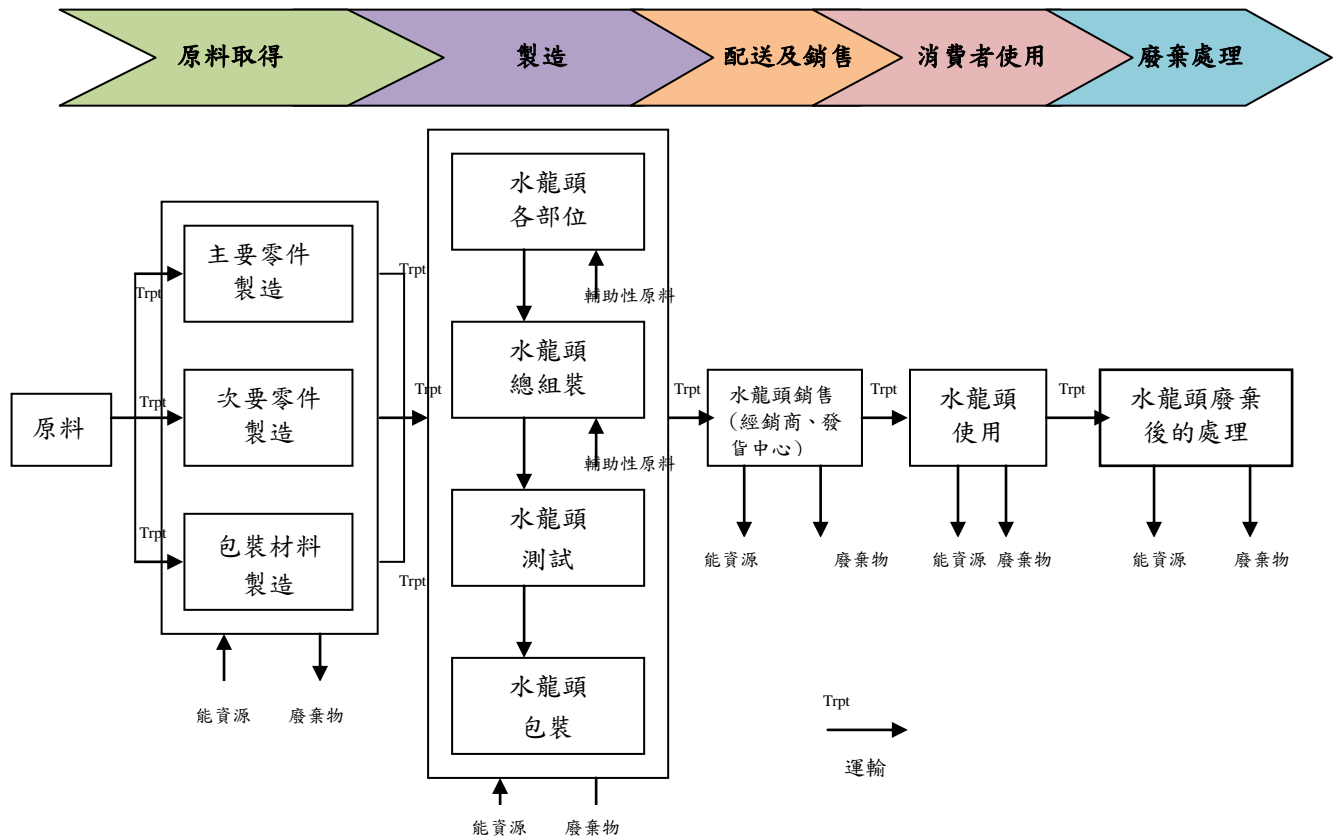 原料取得
製造
配送及銷售
消費者使用
廢棄處理
原料
Trpt
Trpt
Trpt
主要零件
製造
次要零件
製造
包裝材料
製造
能資源
廢棄物
Trpt
Trpt
Trpt
水龍頭
各部位
輔助性原料
水龍頭
總組裝
輔助性原料
水龍頭
測試
水龍頭
包裝
能資源
廢棄物
Trpt
水龍頭銷售
(經銷商、發
貨中心)
能資源
廢棄物
Trpt
水龍頭
使用
能資源
廢棄物
Trpt
水龍頭廢棄
後的處理
能資源
廢棄物
Trpt
運輸